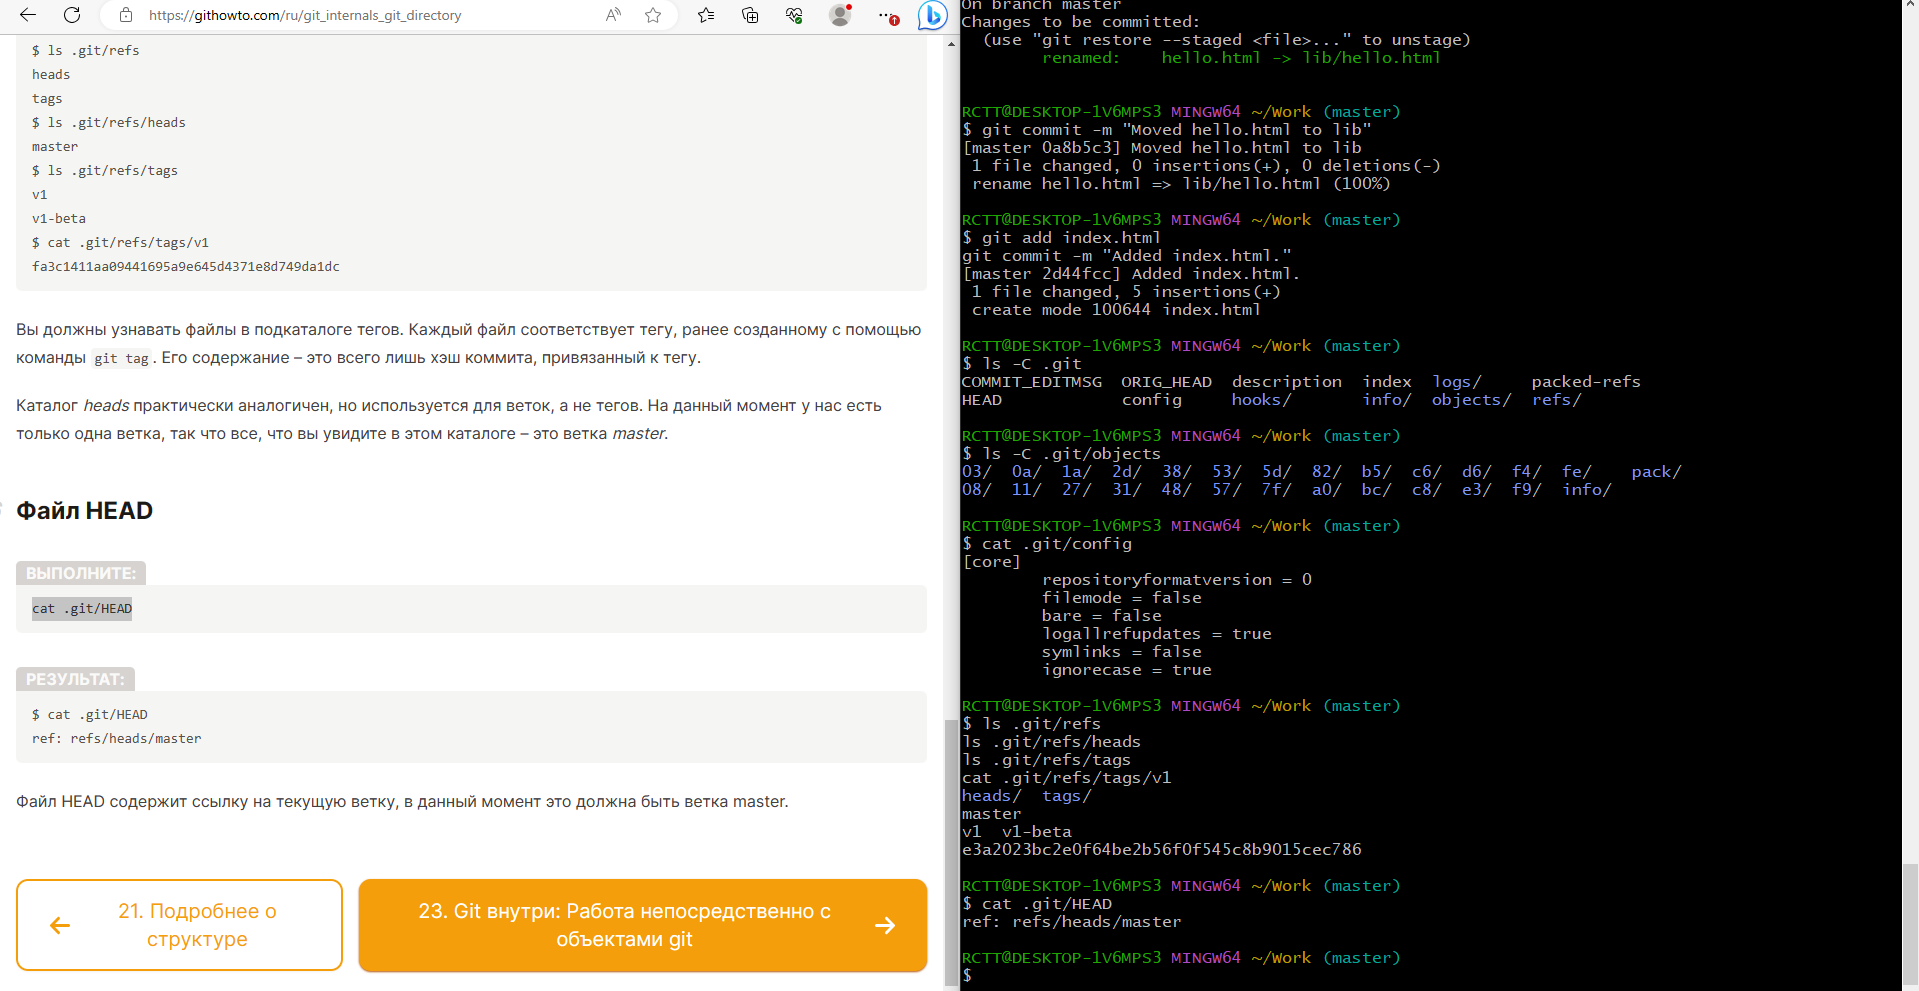 https://githowto.com/ru/git_internals_git_directory
$ ls .git/refs
heads
tags
$ ls .git/refs/heads
master
$ ls .git/refs/tags
v1
v1-beta
$ cat .git/refs/tags/v1
fa3c1411aa09441695a9e645d4371e8d749da1dc
Вы должны узнавать файлы в подкаталоге тегов. Каждый файл соответствует тегу, ранее созданному с помощью
команды git tag. Его содержание – это всего лишь хэш коммита, привязанный к тегу.
Каталог heads практически аналогичен, но используется для веток, а не тегов. На данный момент у нас есть
только одна ветка, так что все, что вы увидите в этом каталоге – это ветка master.
Файл HEAD
ВЫПОЛНИТЕ:
cat .git/HEAD
РЕЗУЛЬТАТ:
$ cat .git/HEAD
ref: refs/heads/master
Файл HEAD содержит ссылку на текущую ветку, в данный момент это должна быть ветка master.
21. Подробнее о
структуре
23. Git внутри: Работа непосредственно с
объектами git
On branch master
Changes to be committed:
  (use "git restore --staged <file>..." to unstage)
        renamed:    hello.html -> lib/hello.html
RCTT@DESKTOP-1V6MPS3 MINGW64 ~/Work (master)
$ git commit -m "Moved hello.html to lib"
[master 0a8b5c3] Moved hello.html to lib
 1 file changed, 0 insertions(+), 0 deletions(-)
 rename hello.html => lib/hello.html (100%)
RCTT@DESKTOP-1V6MPS3 MINGW64 ~/Work (master)
$ git add index.html
git commit -m "Added index.html."
[master 2d44fcc] Added index.html.
 1 file changed, 5 insertions(+)
 create mode 100644 index.html
RCTT@DESKTOP-1V6MPS3 MINGW64 ~/Work (master)
$ ls -C .git
COMMIT_EDITMSG  ORIG_HEAD  description  index  logs/     packed-refs
HEAD            config     hooks/       info/  objects/  refs/
RCTT@DESKTOP-1V6MPS3 MINGW64 ~/Work (master)
$ ls -C .git/objects
03/  0a/  1a/  2d/  38/  53/  5d/  82/  b5/  c6/  d6/  f4/  fe/    pack/
08/  11/  27/  31/  48/  57/  7f/  a0/  bc/  c8/  e3/  f9/  info/
RCTT@DESKTOP-1V6MPS3 MINGW64 ~/Work (master)
$ cat .git/config
[core]
        repositoryformatversion = 0
        filemode = false
        bare = false
        logallrefupdates = true
        symlinks = false
        ignorecase = true
RCTT@DESKTOP-1V6MPS3 MINGW64 ~/Work (master)
$ ls .git/refs
ls .git/refs/heads
ls .git/refs/tags
cat .git/refs/tags/v1
heads/  tags/
master
v1  v1-beta
e3a2023bc2e0f64be2b56f0f545c8b9015cec786
RCTT@DESKTOP-1V6MPS3 MINGW64 ~/Work (master)
$ cat .git/HEAD
ref: refs/heads/master
RCTT@DESKTOP-1V6MPS3 MINGW64 ~/Work (master)
$